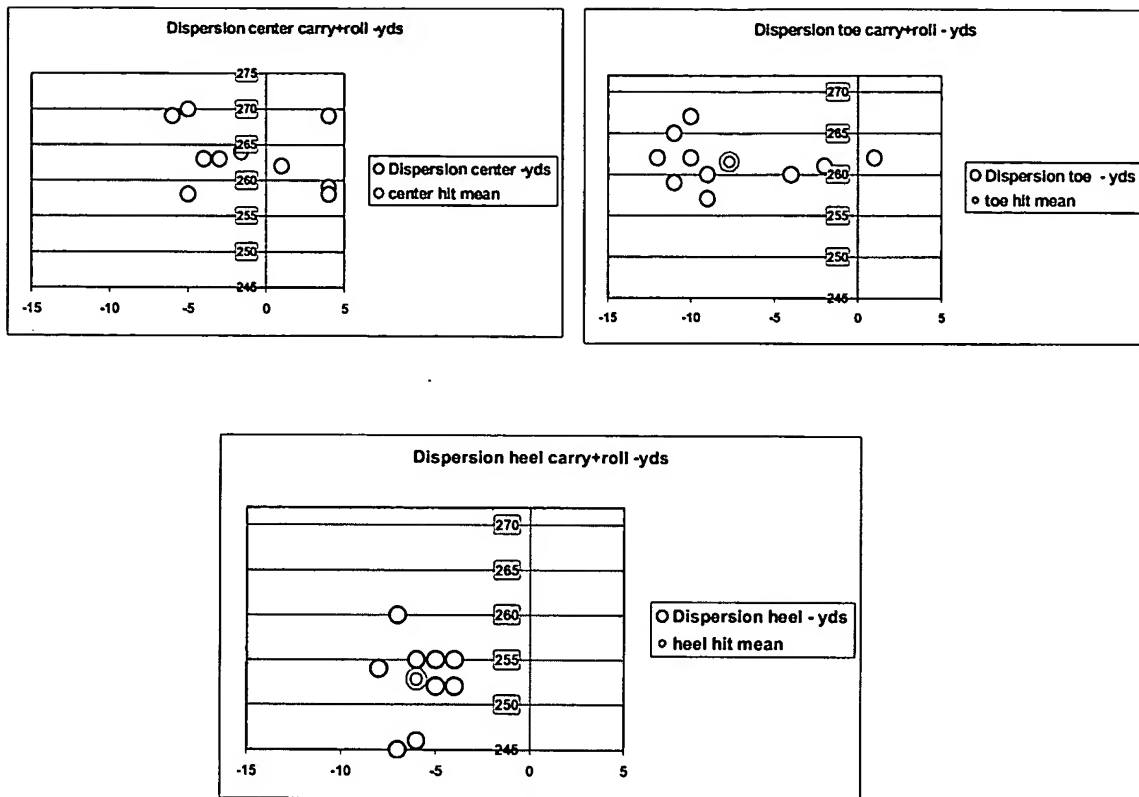 Dispersion center carry+roll -yds
275
270
265
260
255
250
245
-15 -10 -5 0 5
Dispersion center -yds
center hit mean
Dispersion toe carry+roll - yds
270
265
260
255
250
245
-15 -10 -5 0 5
Dispersion toe - yds
toe hit mean
Dispersion heel carry+roll -yds
270
265
260
255
250
245
-15 -10 -5 0 5
Dispersion heel - yds
heel hit mean